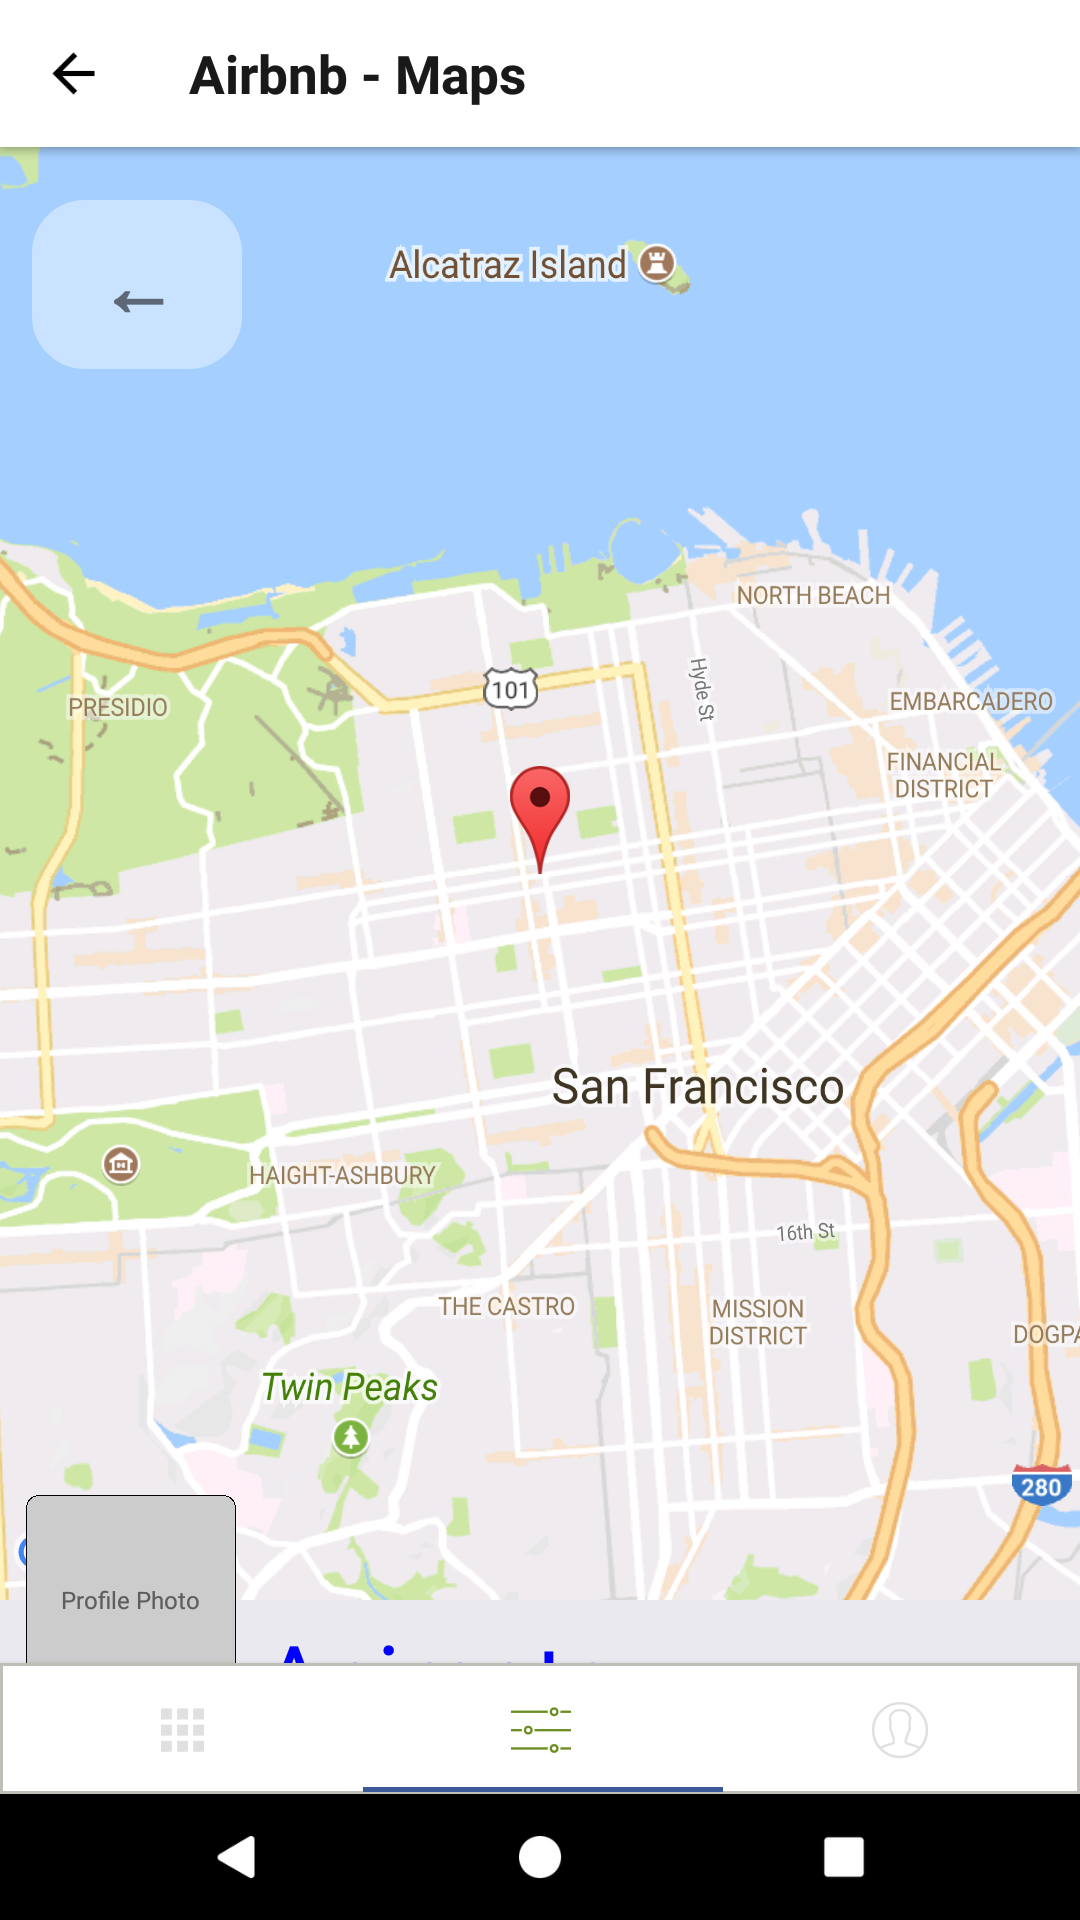 Airbnb - Maps
Alcatraz Island
NORTH BEACH
Hyde St
101
PRESIDIO
EMBARCADERO
FINANCIAL
DISTRICT
San Francisco
HAIGHT-ASHBURY
16th St
THE CASTRO
MISSION
DISTRICT
DOGPA
Twin Peaks
280
Profile Photo